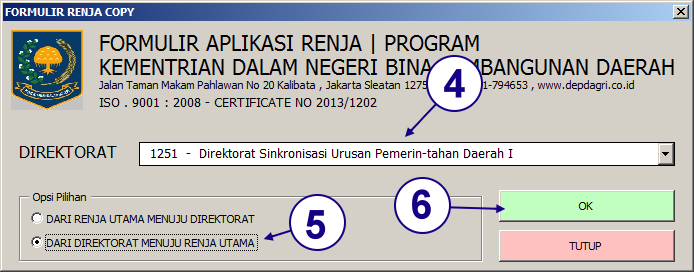 FORMULIR RENJA COPY
FORMULIR APLIKASI RENJA | PROGRAM
KEMENTRIAN DALAM NEGERI BINA MBANGUNAN DAERAH
Jalan Taman Makam Pahlawan No 20 Kalibata , Jakarta Sleatan 1275 1-794653 , www.depdagri.co.id
ISO . 9001 : 2008 - CERTIFICATE NO 2013/1202
4
DIREKTORAT
1251 - Direktorat Sinkronisasi Urusan Pemerin-tahan Daerah I
Opsi Pilihan
DARI RENJA UTAMA MENUJU DIREKTORAT
DARI DIREKTORAT MENUJU RENJA UTAMA
5
6
OK
TUTUP